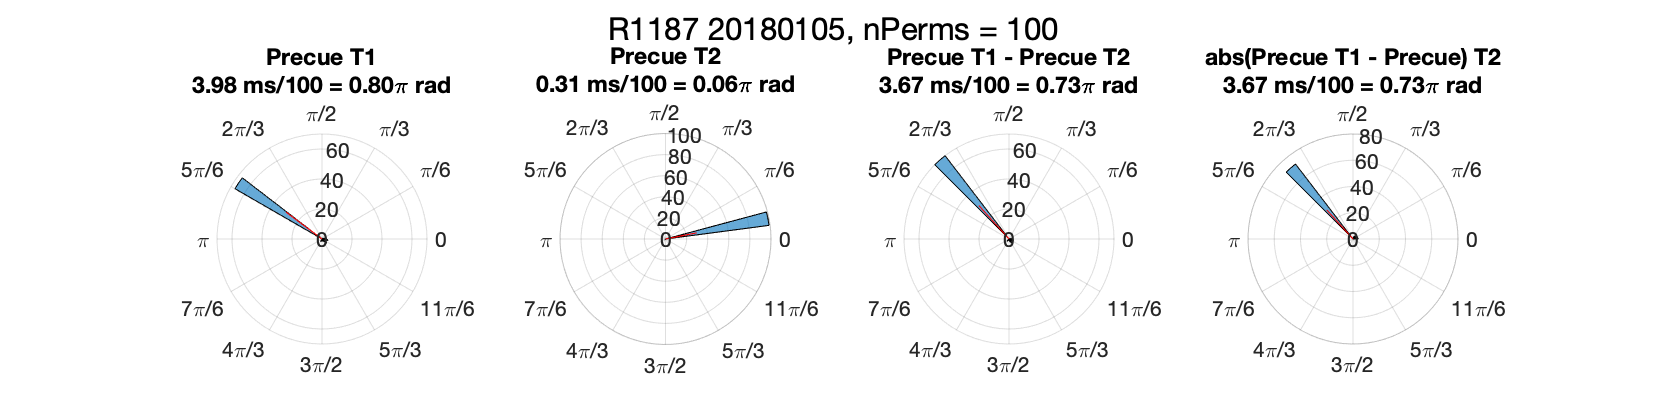 R1187 20180105, nPerms = 100
Precue T1
3.98 ms/100 = 0.80π rad
π/2
2π/3
π/3
5π/6
π/6
π
0
7π/6
11π/6
4π/3
5π/3
3π/2
60
40
20
0
Precue T2
0.31 ms/100 = 0.06π rad
π/2
2π/3
π/3
5π/6
π/6
π
0
7π/6
11π/6
4π/3
5π/3
3π/2
100
80
60
40
20
0
Precue T1 - Precue T2
3.67 ms/100 = 0.73π rad
π/2
2π/3
π/3
5π/6
π/6
π
0
7π/6
11π/6
4π/3
5π/3
3π/2
60
40
20
0
abs(Precue T1 - Precue) T2
3.67 ms/100 = 0.73π rad
π/2
2π/3
π/3
5π/6
π/6
π
0
7π/6
11π/6
4π/3
5π/3
3π/2
80
60
40
20
0